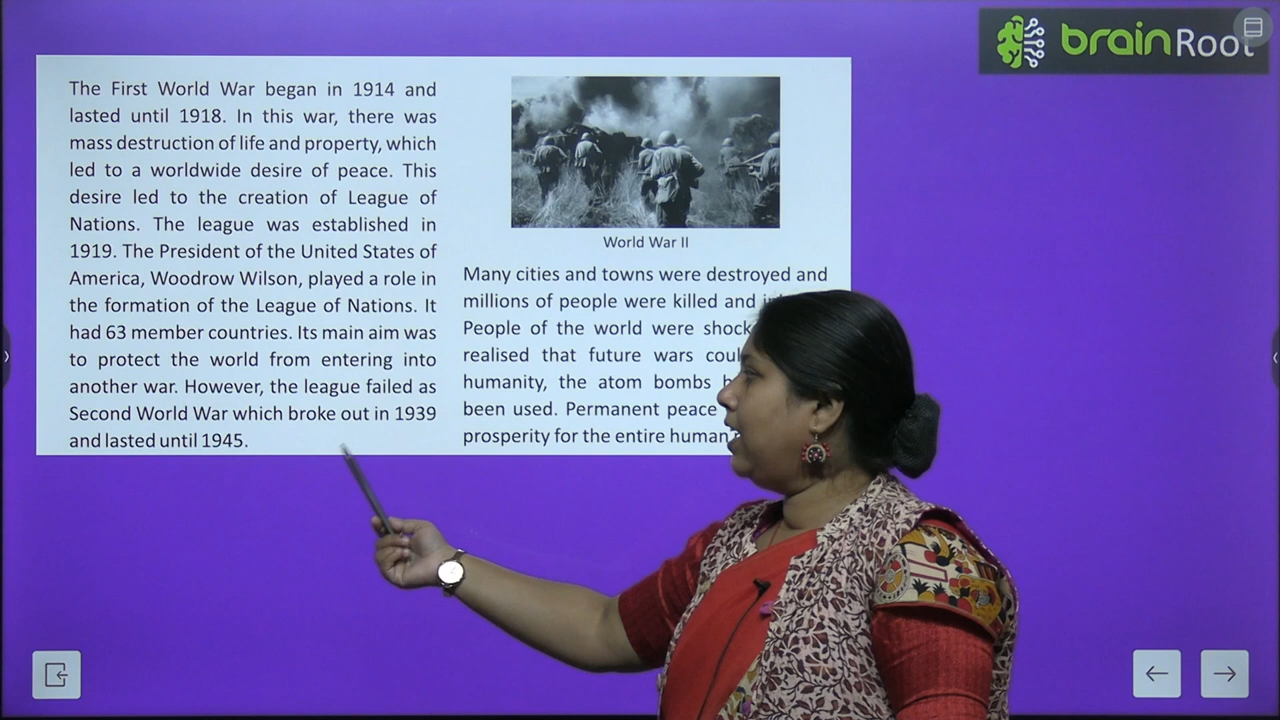 brainRoot
The First World War began in 1914 and
lasted until 1918. In this war, there was
mass destruction of life and property, which
led to a worldwide desire of peace. This
desire led to the creation of League of
Nations. The league was established in
1919. The President of the United States of
America, Woodrow Wilson, played a role in
the formation of the League of Nations. It
had 63 member countries. Its main aim was
to protect the world from entering into
another war. However, the league failed as
Second World War which broke out in 1939
and lasted until 1945.
World War II
Many cities and towns were destroyed and
millions of people were killed and
People of the world were
realised that future wars
humanity, the atom bombs
been used. Permanent peace
prosperity for the entire human